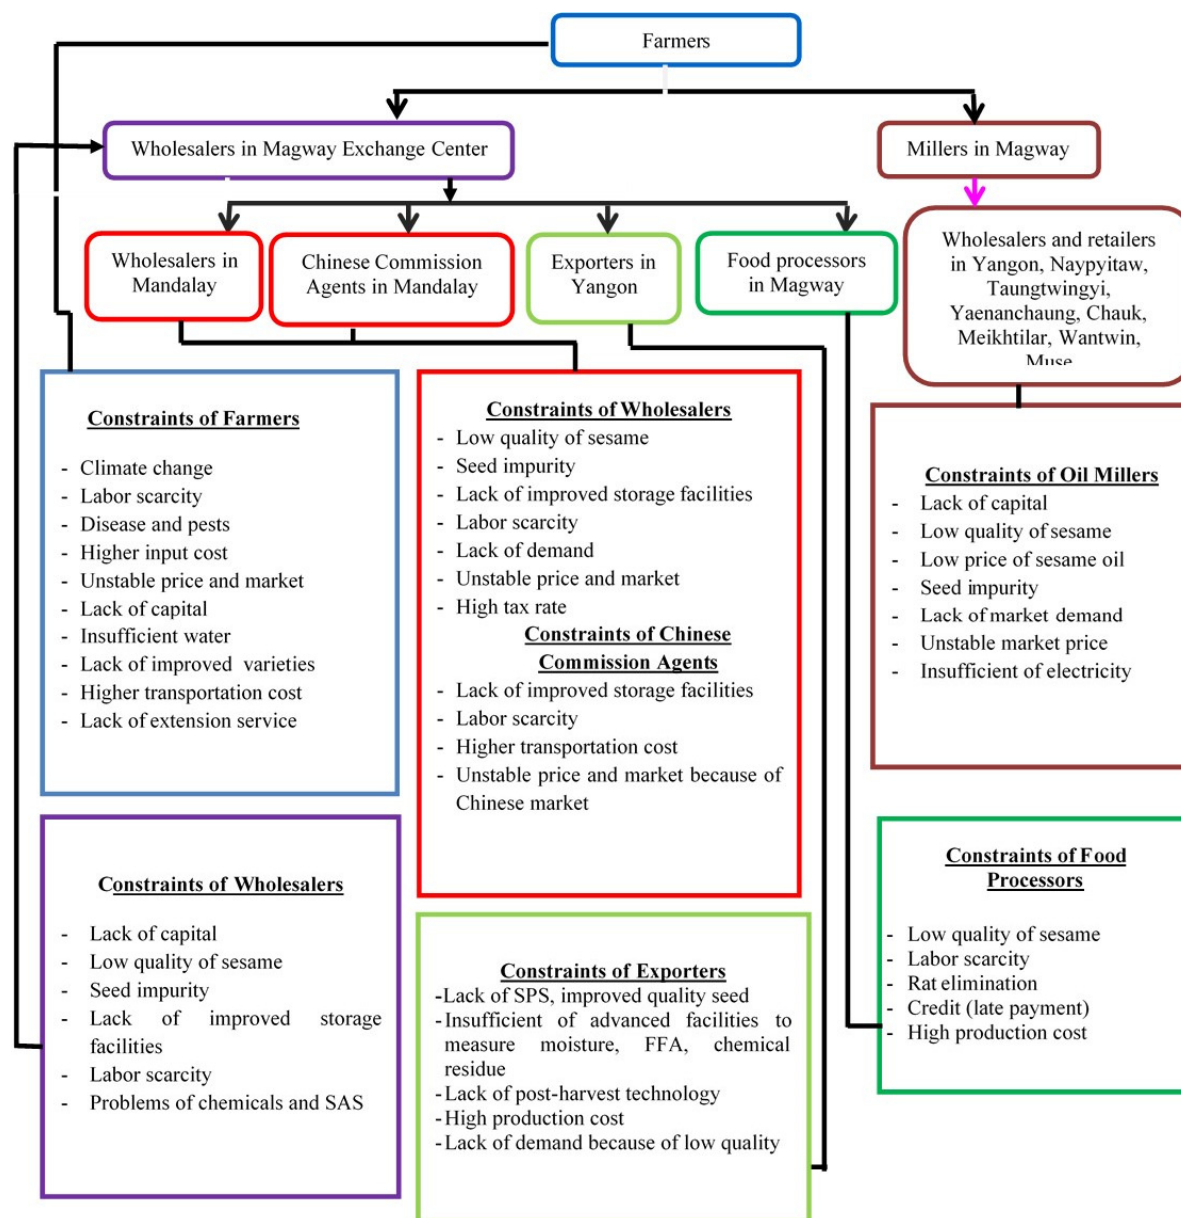 Farmers
Wholesalers in Magway Exchange Center
Millers in Magway
Wholesalers in
Mandalay
Chinese Commission
Agents in Mandalay
Exporters in
Yangon
Food processors
in Magway
Wholesalers and retailers
in Yangon, Naypyitaw,
Taungtwingyi,
Yaenanchaung, Chauk,
Meikhtilar, Wantwin,
Muse
Constraints of Farmers
- Climate change
- Labor scarcity
- Disease and pests
- Higher input cost
- Unstable price and market
- Lack of capital
- Insufficient water
- Lack of improved varieties
- Higher transportation cost
- Lack of extension service
Constraints of Wholesalers
- Low quality of sesame
- Seed impurity
- Lack of improved storage facilities
- Labor scarcity
- Lack of demand
- Unstable price and market
- High tax rate
Constraints of Chinese
Commission Agents
- Lack of improved storage facilities
- Labor scarcity
- Higher transportation cost
- Unstable price and market because of
Chinese market
Constraints of Oil Millers
- Lack of capital
- Low quality of sesame
- Low price of sesame oil
- Seed impurity
- Lack of market demand
- Unstable market price
- Insufficient of electricity
Constraints of Wholesalers
- Lack of capital
- Low quality of sesame
- Seed impurity
- Lack of improved storage
facilities
- Labor scarcity
- Problems of chemicals and SAS
Constraints of Exporters
-Lack of SPS, improved quality seed
-Insufficient of advanced facilities to
measure moisture, FFA, chemical
residue
-Lack of post-harvest technology
-High production cost
-Lack of demand because of low quality
Constraints of Food
Processors
- Low quality of sesame
- Labor scarcity
- Rat elimination
- Credit (late payment)
- High production cost